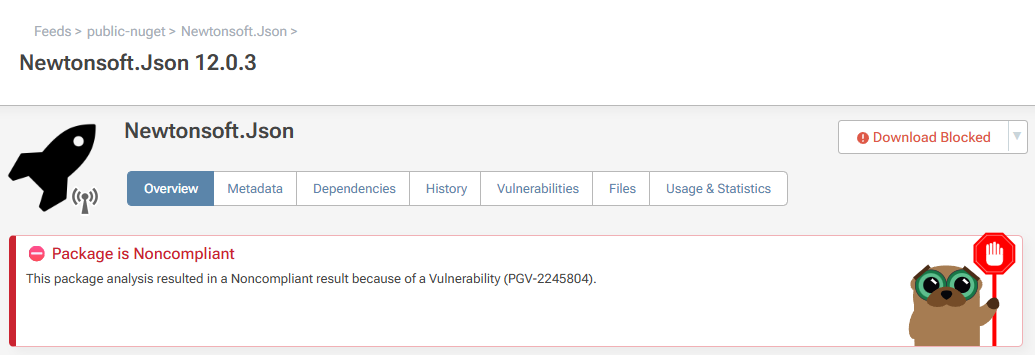 Feeds > public-nuget > Newtonsoft.Json >
Newtonsoft.Json 12.0.3
Newtonsoft.Json
Download Blocked
Overview Metadata Dependencies History Vulnerabilities Files Usage & Statistics
Package is Noncompliant
This package analysis resulted in a Noncompliant result because of a Vulnerability (PGV-2245804).